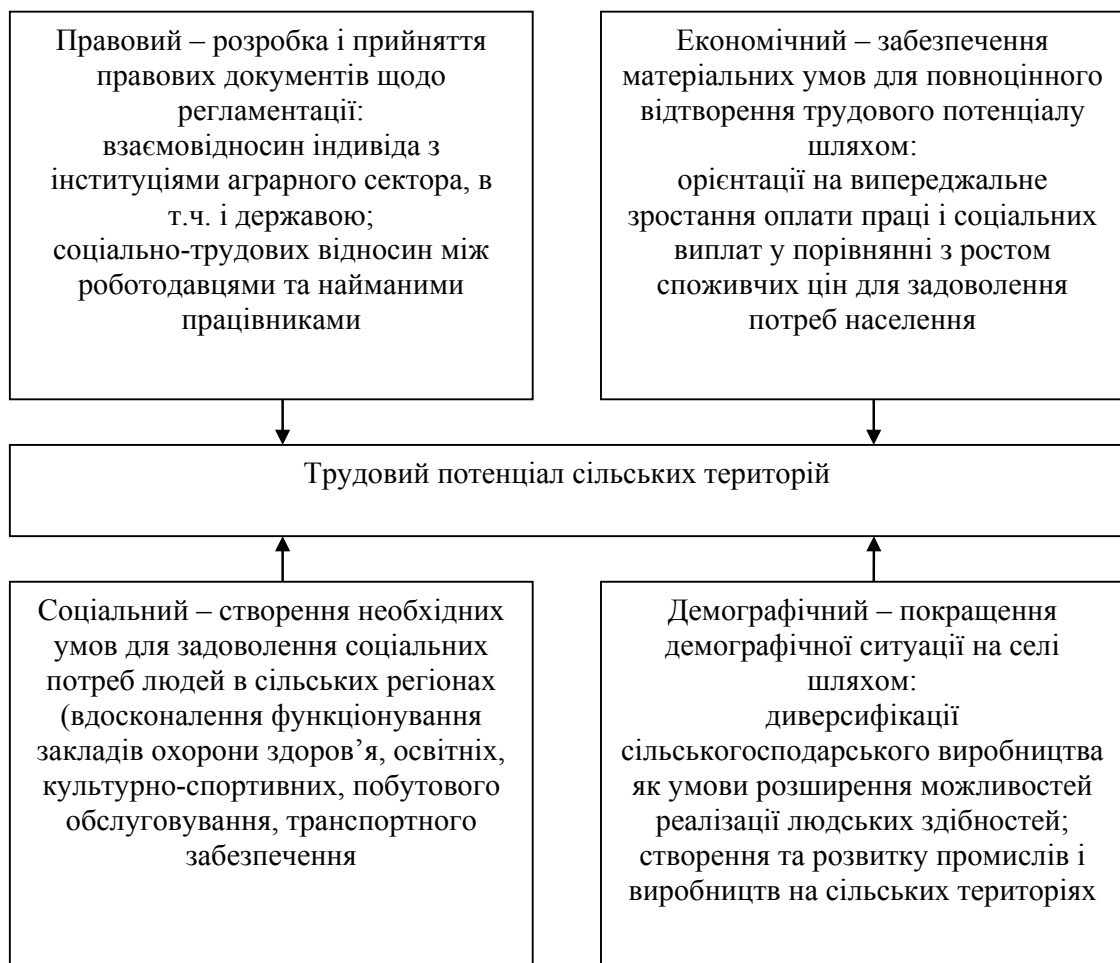 Правовий – розробка і прийняття
правових документів щодо
регламентації:
взаємовідносин індивіда з
інституціями аграрного сектора, в
т.ч. і державою;
соціально-трудових відносин між
роботодавцями та найманими
працівниками
Економічний – забезпечення
матеріальних умов для повноцінного
відтворення трудового потенціалу
шляхом:
орієнтації на випереджальне
зростання оплати праці і соціальних
виплат у порівнянні з ростом
споживчих цін для задоволення
потреб населення
Трудовий потенціал сільських територій
Соціальний – створення необхідних
умов для задоволення соціальних
потреб людей в сільських регіонах
(вдосконалення функціонування
закладів охорони здоров’я, освітніх,
культурно-спортивних, побутового
обслуговування, транспортного
забезпечення
Демографічний – покращення
демографічної ситуації на селі
шляхом:
диверсифікації
сільськогосподарського виробництва
як умови розширення можливостей
реалізації людських здібностей;
створення та розвитку промислів і
виробництв на сільських територіях